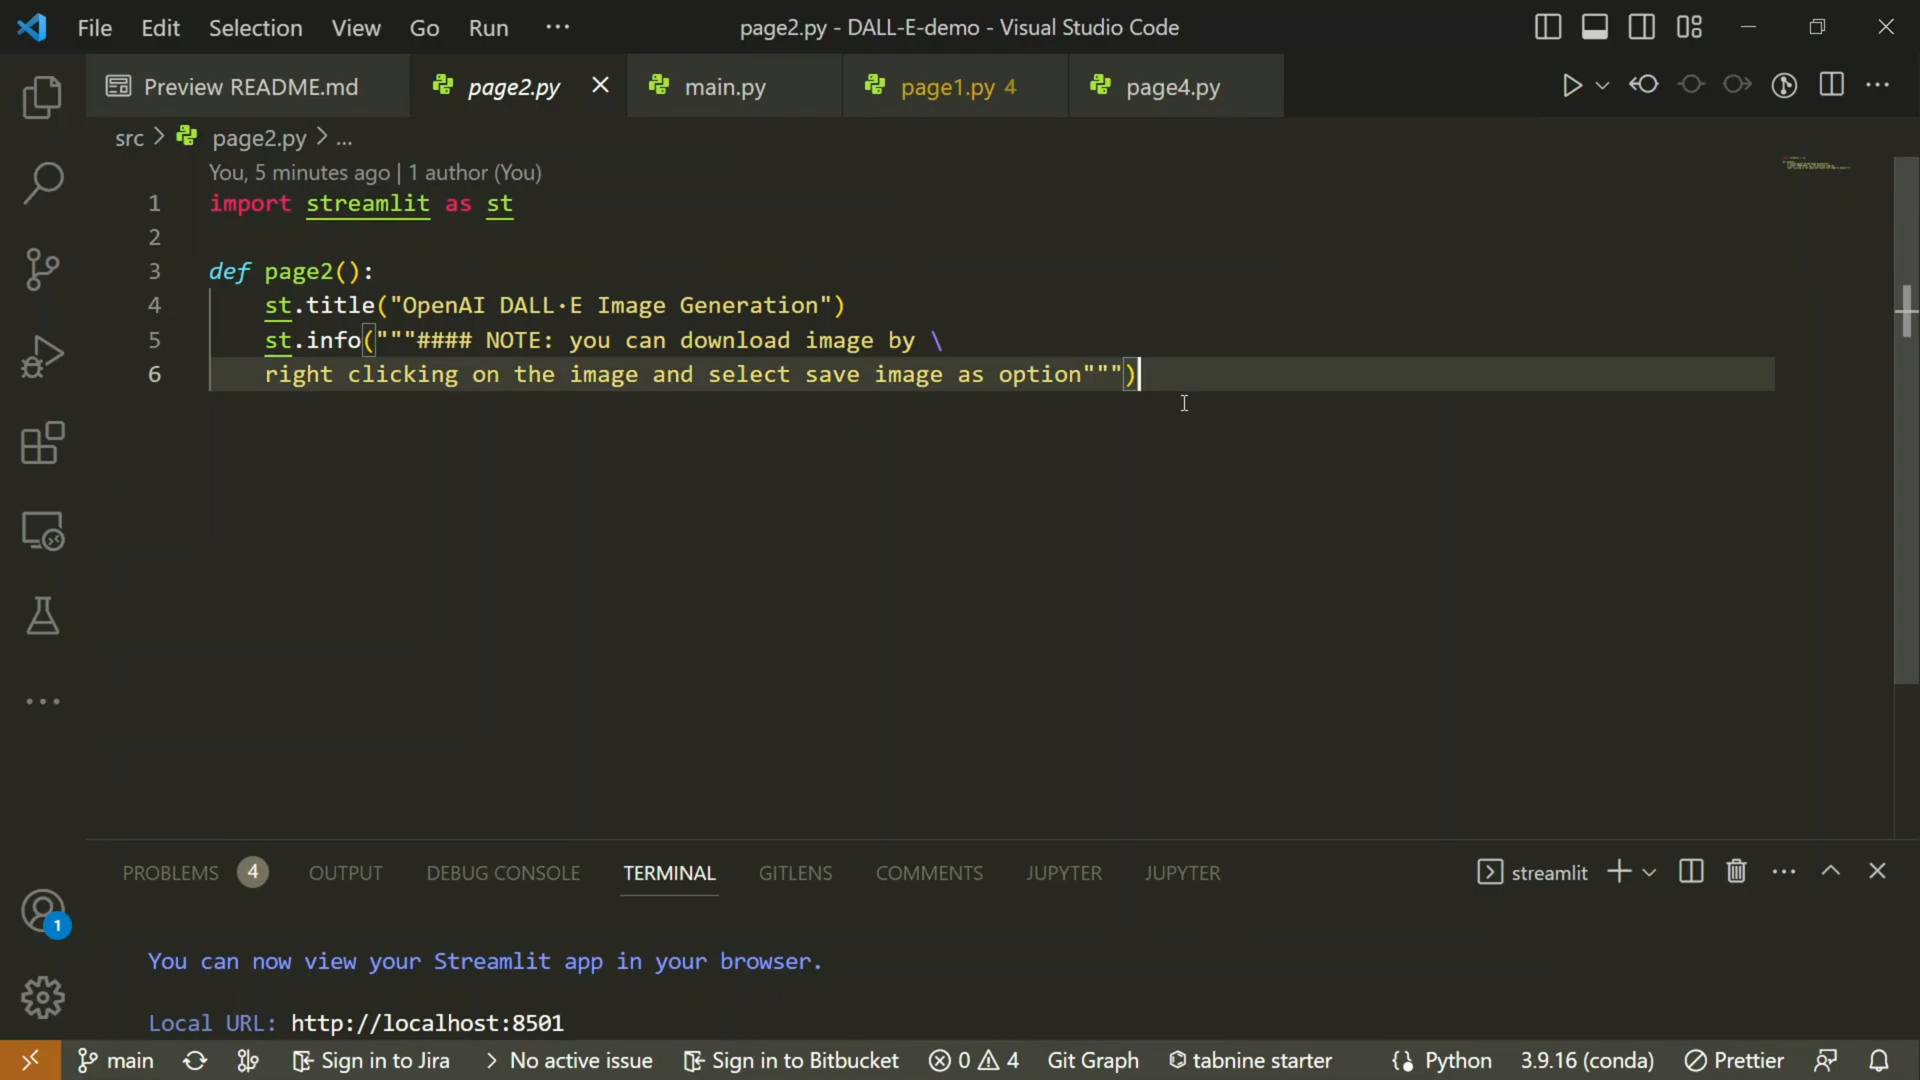 File Edit Selection View Go Run ··· page2.py - DALL-E-demo - Visual Studio Code
Preview README.md page2.py main.py page1.py 4 page4.py
src > page2.py > ...
You, 5 minutes ago | 1 author (You)
1 import streamlit as st
2
3 def page2():
4 st.title("OpenAI DALL·E Image Generation")
5 st.info("""#### NOTE: you can download image by \
6 right clicking on the image and select save image as option""")
PROBLEMS 4 OUTPUT DEBUG CONSOLE TERMINAL GITLENS COMMENTS JUPYTER JUPYTER streamlit
1
You can now view your Streamlit app in your browser.
Local URL: http://localhost:8501
main Sign in to Jira > No active issue Sign in to Bitbucket 0 4 Git Graph tabnine starter Python 3.9.16 (conda) Prettier